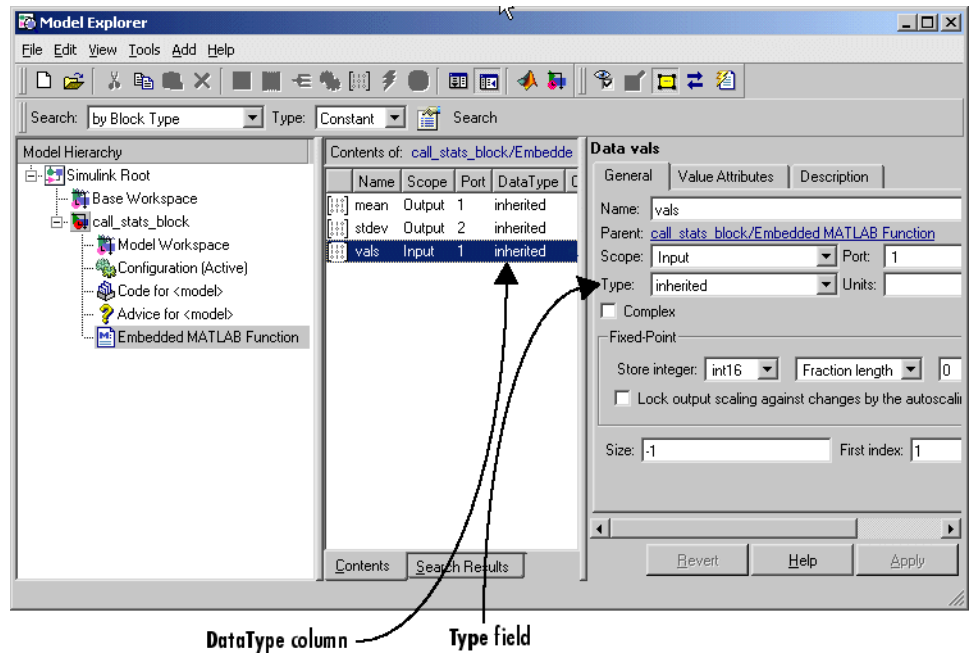 Model Explorer
File Edit View Tools Add Help
Search: by Block Type Type: Constant Search
Model Hierarchy
Simulink Root
Base Workspace
call_stats_block
Model Workspace
Configuration (Active)
Code for <model>
Advice for <model>
Embedded MATLAB Function
Contents of: call_stats_block/Embedde
Name Scope Port DataType C
mean Output 1 inherited
stdev Output 2 inherited
vals Input 1 inherited
Contents Search Results
Data vals
General Value Attributes Description
Name: vals
Parent: call_stats_block/Embedded MATLAB Function
Scope: Input Port: 1
Type: inherited Units:
Complex
Fixed-Point
Store integer: int16 Fraction length 0
Lock output scaling against changes by the autoscalin
Size: -1 First index: 1
Revert Help Apply
DataType column Type field